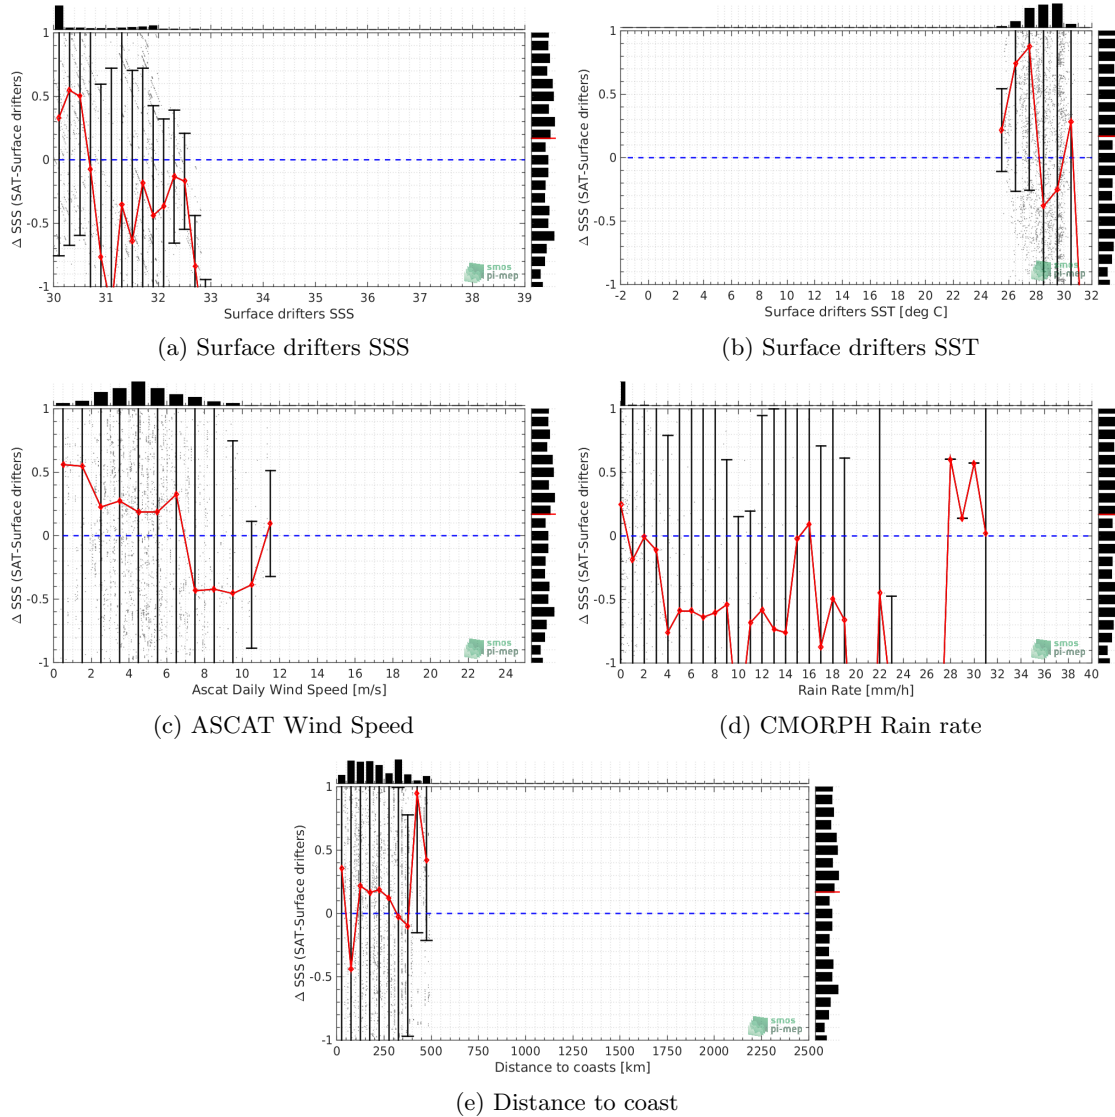 1
0.5
0
-0.5
-1
Δ SSS (SAT-Surface drifters)
30 31 32 33 34 35 36 37 38 39
Surface drifters SSS
smos
pi-mep
(a) Surface drifters SSS
1
0.5
0
-0.5
-1
Δ SSS (SAT-Surface drifters)
-2 0 2 4 6 8 10 12 14 16 18 20 22 24 26 28 30 32
Surface drifters SST [deg C]
smos
pi-mep
(b) Surface drifters SST
1
0.5
0
-0.5
-1
Δ SSS (SAT-Surface drifters)
0 2 4 6 8 10 12 14 16 18 20 22 24
Ascat Daily Wind Speed [m/s]
smos
pi-mep
(c) ASCAT Wind Speed
1
0.5
0
-0.5
-1
Δ SSS (SAT-Surface drifters)
0 2 4 6 8 10 12 14 16 18 20 22 24 26 28 30 32 34 36 38 40
Rain Rate [mm/h]
smos
pi-mep
(d) CMORPH Rain rate
1
0.5
0
-0.5
-1
Δ SSS (SAT-Surface drifters)
0 250 500 750 1000 1250 1500 1750 2000 2250 2500
Distance to coasts [km]
smos
pi-mep
(e) Distance to coast